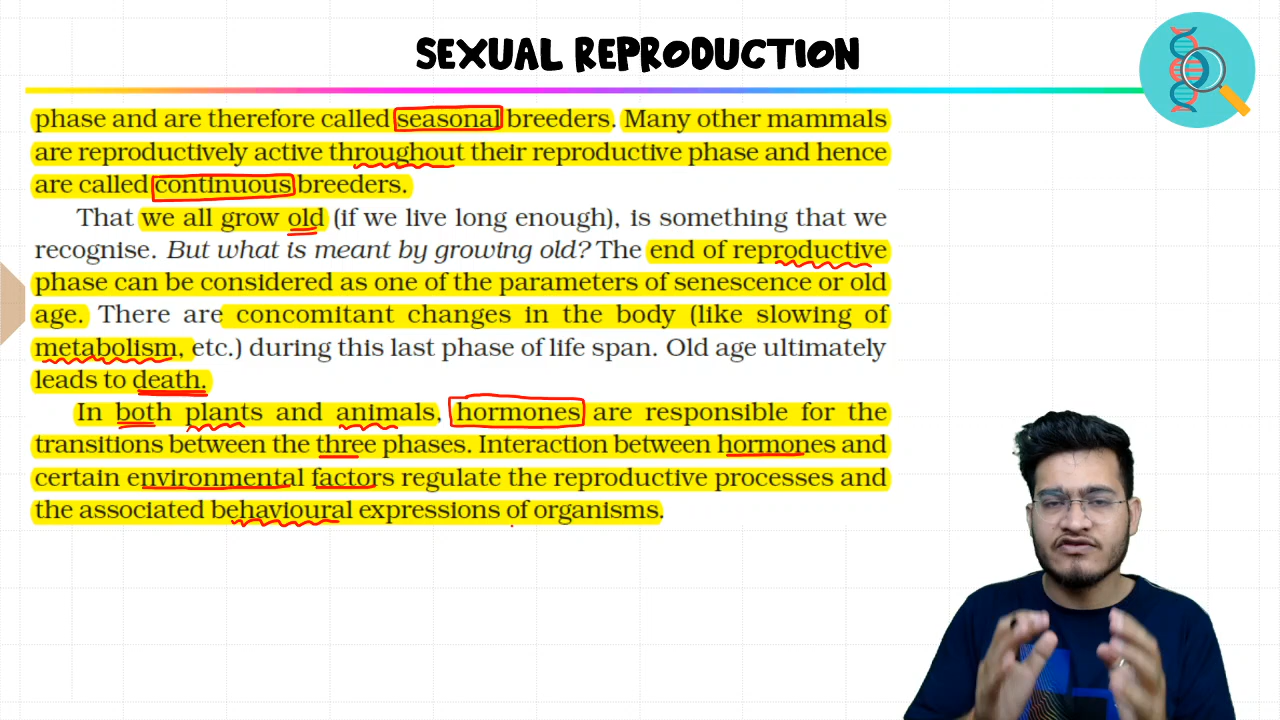 SEXUAL REPRODUCTION
phase and are therefore called seasonal breeders. Many other mammals
are reproductively active throughout their reproductive phase and hence
are called continuous breeders.
That we all grow old (if we live long enough), is something that we
recognise. But what is meant by growing old? The end of reproductive
phase can be considered as one of the parameters of senescence or old
age. There are concomitant changes in the body (like slowing of
metabolism, etc.) during this last phase of life span. Old age ultimately
leads to death.
In both plants and animals, hormones are responsible for the
transitions between the three phases. Interaction between hormones and
certain environmental factors regulate the reproductive processes and
the associated behavioural expressions of organisms.